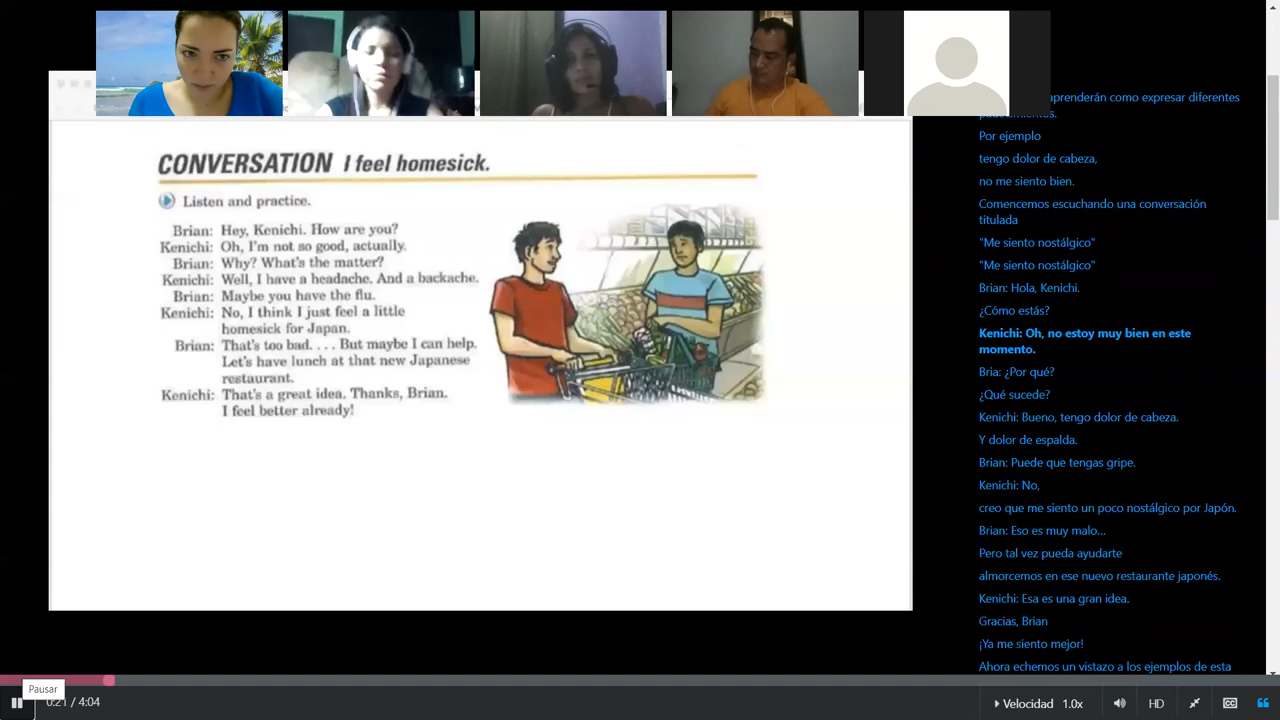 CONVERSATION I feel homesick.
Listen and practice.
Brian: Hey, Kenichi. How are you?
Kenichi: Oh, I'm not so good, actually.
Brian: Why? What's the matter?
Kenichi: Well, I have a headache. And a backache.
Brian: Maybe you have the flu.
Kenichi: No, I think I just feel a little
homesick for Japan.
Brian: That's too bad. . . . But maybe I can help.
Let's have lunch at that new Japanese
restaurant.
Kenichi: That's a great idea. Thanks, Brian.
I feel better already!
aprenderán como expresar diferentes
Por ejemplo
tengo dolor de cabeza,
no me siento bien.
Comencemos escuchando una conversación
titulada
"Me siento nostálgico"
"Me siento nostálgico"
Brian: Hola, Kenichi.
¿Cómo estás?
Kenichi: Oh, no estoy muy bien en este
momento.
Bria: ¿Por qué?
¿Qué sucede?
Kenichi: Bueno, tengo dolor de cabeza.
Y dolor de espalda.
Brian: Puede que tengas gripe.
Kenichi: No,
creo que me siento un poco nostálgico por Japón.
Brian: Eso es muy malo...
Pero tal vez pueda ayudarte
almorcemos en ese nuevo restaurante japonés.
Kenichi: Esa es una gran idea.
Gracias, Brian
¡Ya me siento mejor!
Ahora echemos un vistazo a los ejemplos de esta
Pausar
0:21 / 4:04
Velocidad 1.0x
HD
CC